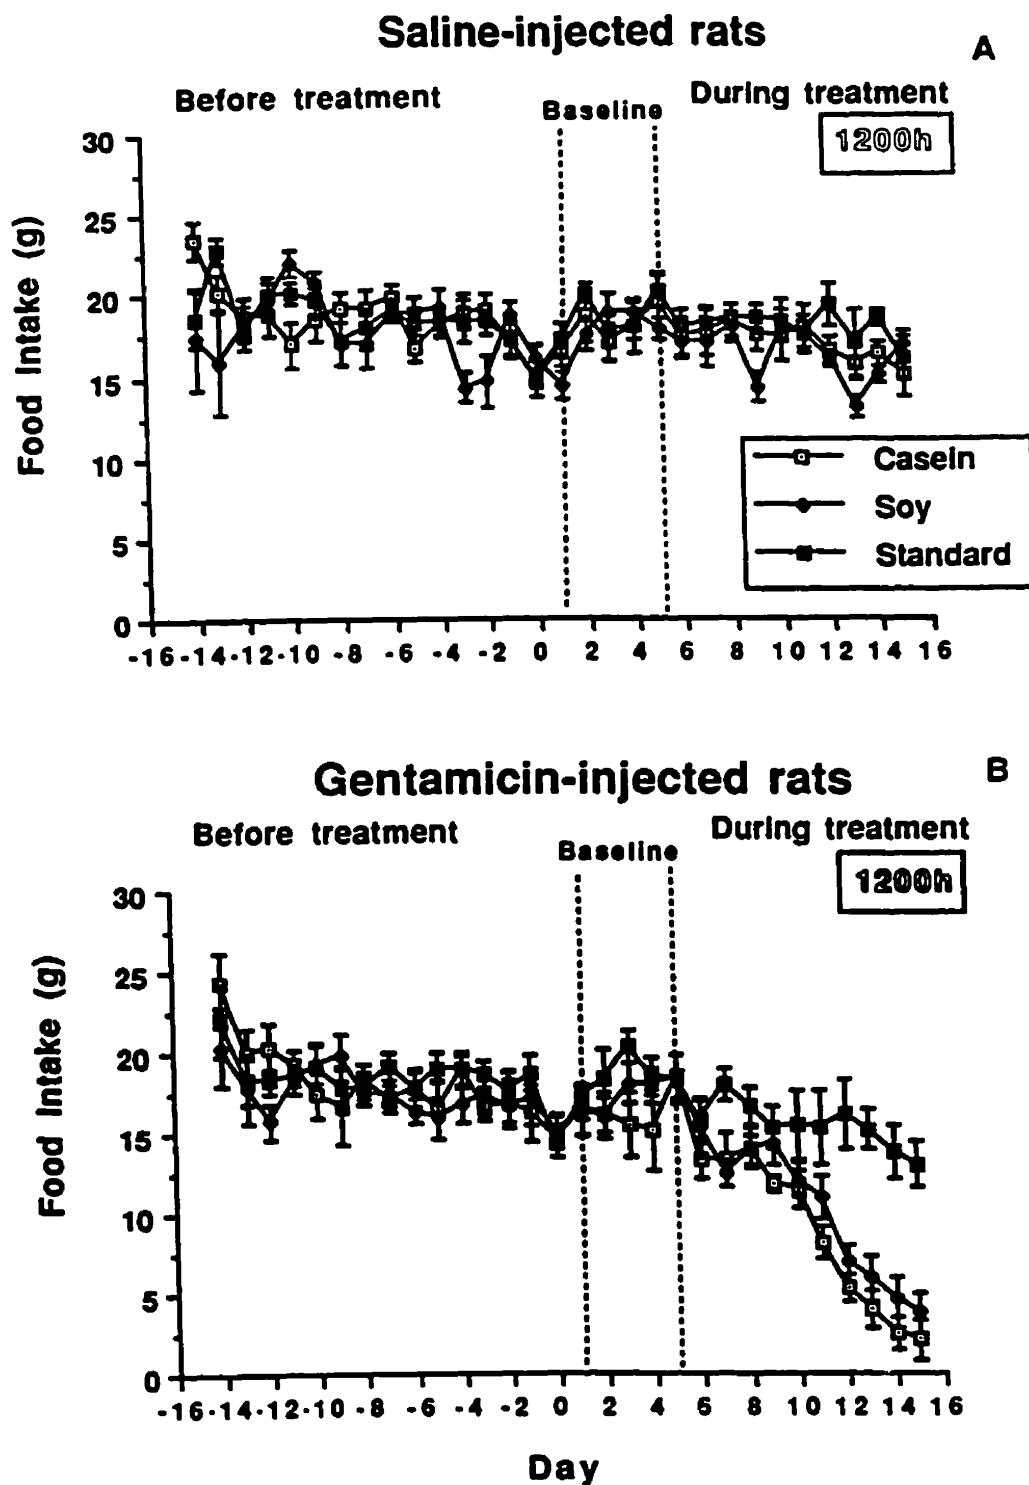 Saline-injected rats
A
Before treatment
Baseline
During treatment
1200h
Food Intake (g)
30
25
20
15
10
5
0
Casein
Soy
Standard
-16 -14 -12 -10 -8 -6 -4 -2 0 2 4 6 8 10 12 14 16
Gentamicin-injected rats
B
Before treatment
Baseline
During treatment
1200h
Food Intake (g)
30
25
20
15
10
5
0
-16 -14 -12 -10 -8 -6 -4 -2 0 2 4 6 8 10 12 14 16
Day